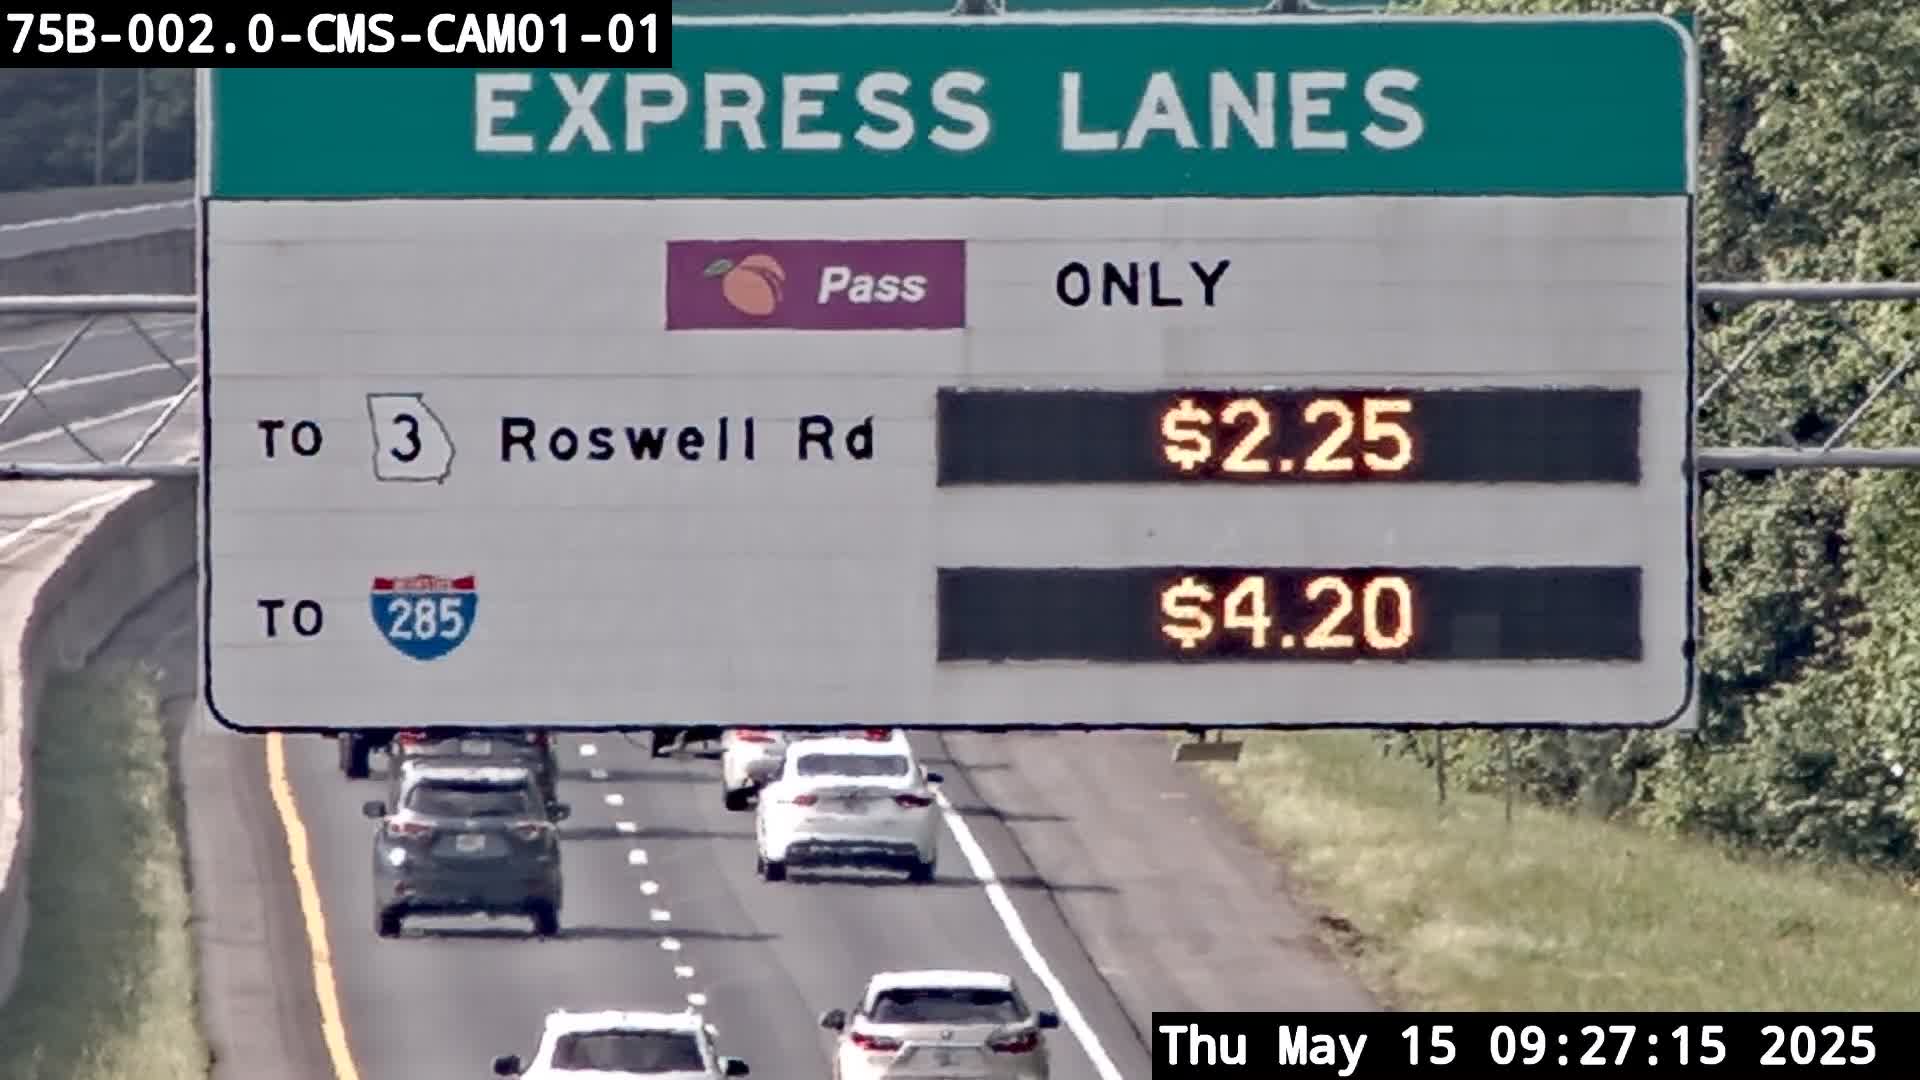 75B-002.0-CMS-CAM01-01
EXPRESS LANES
Pass ONLY
TO 3 Roswell Rd $2.25
TO INTERSTATE 285 $4.20
Thu May 15 09:27:15 2025